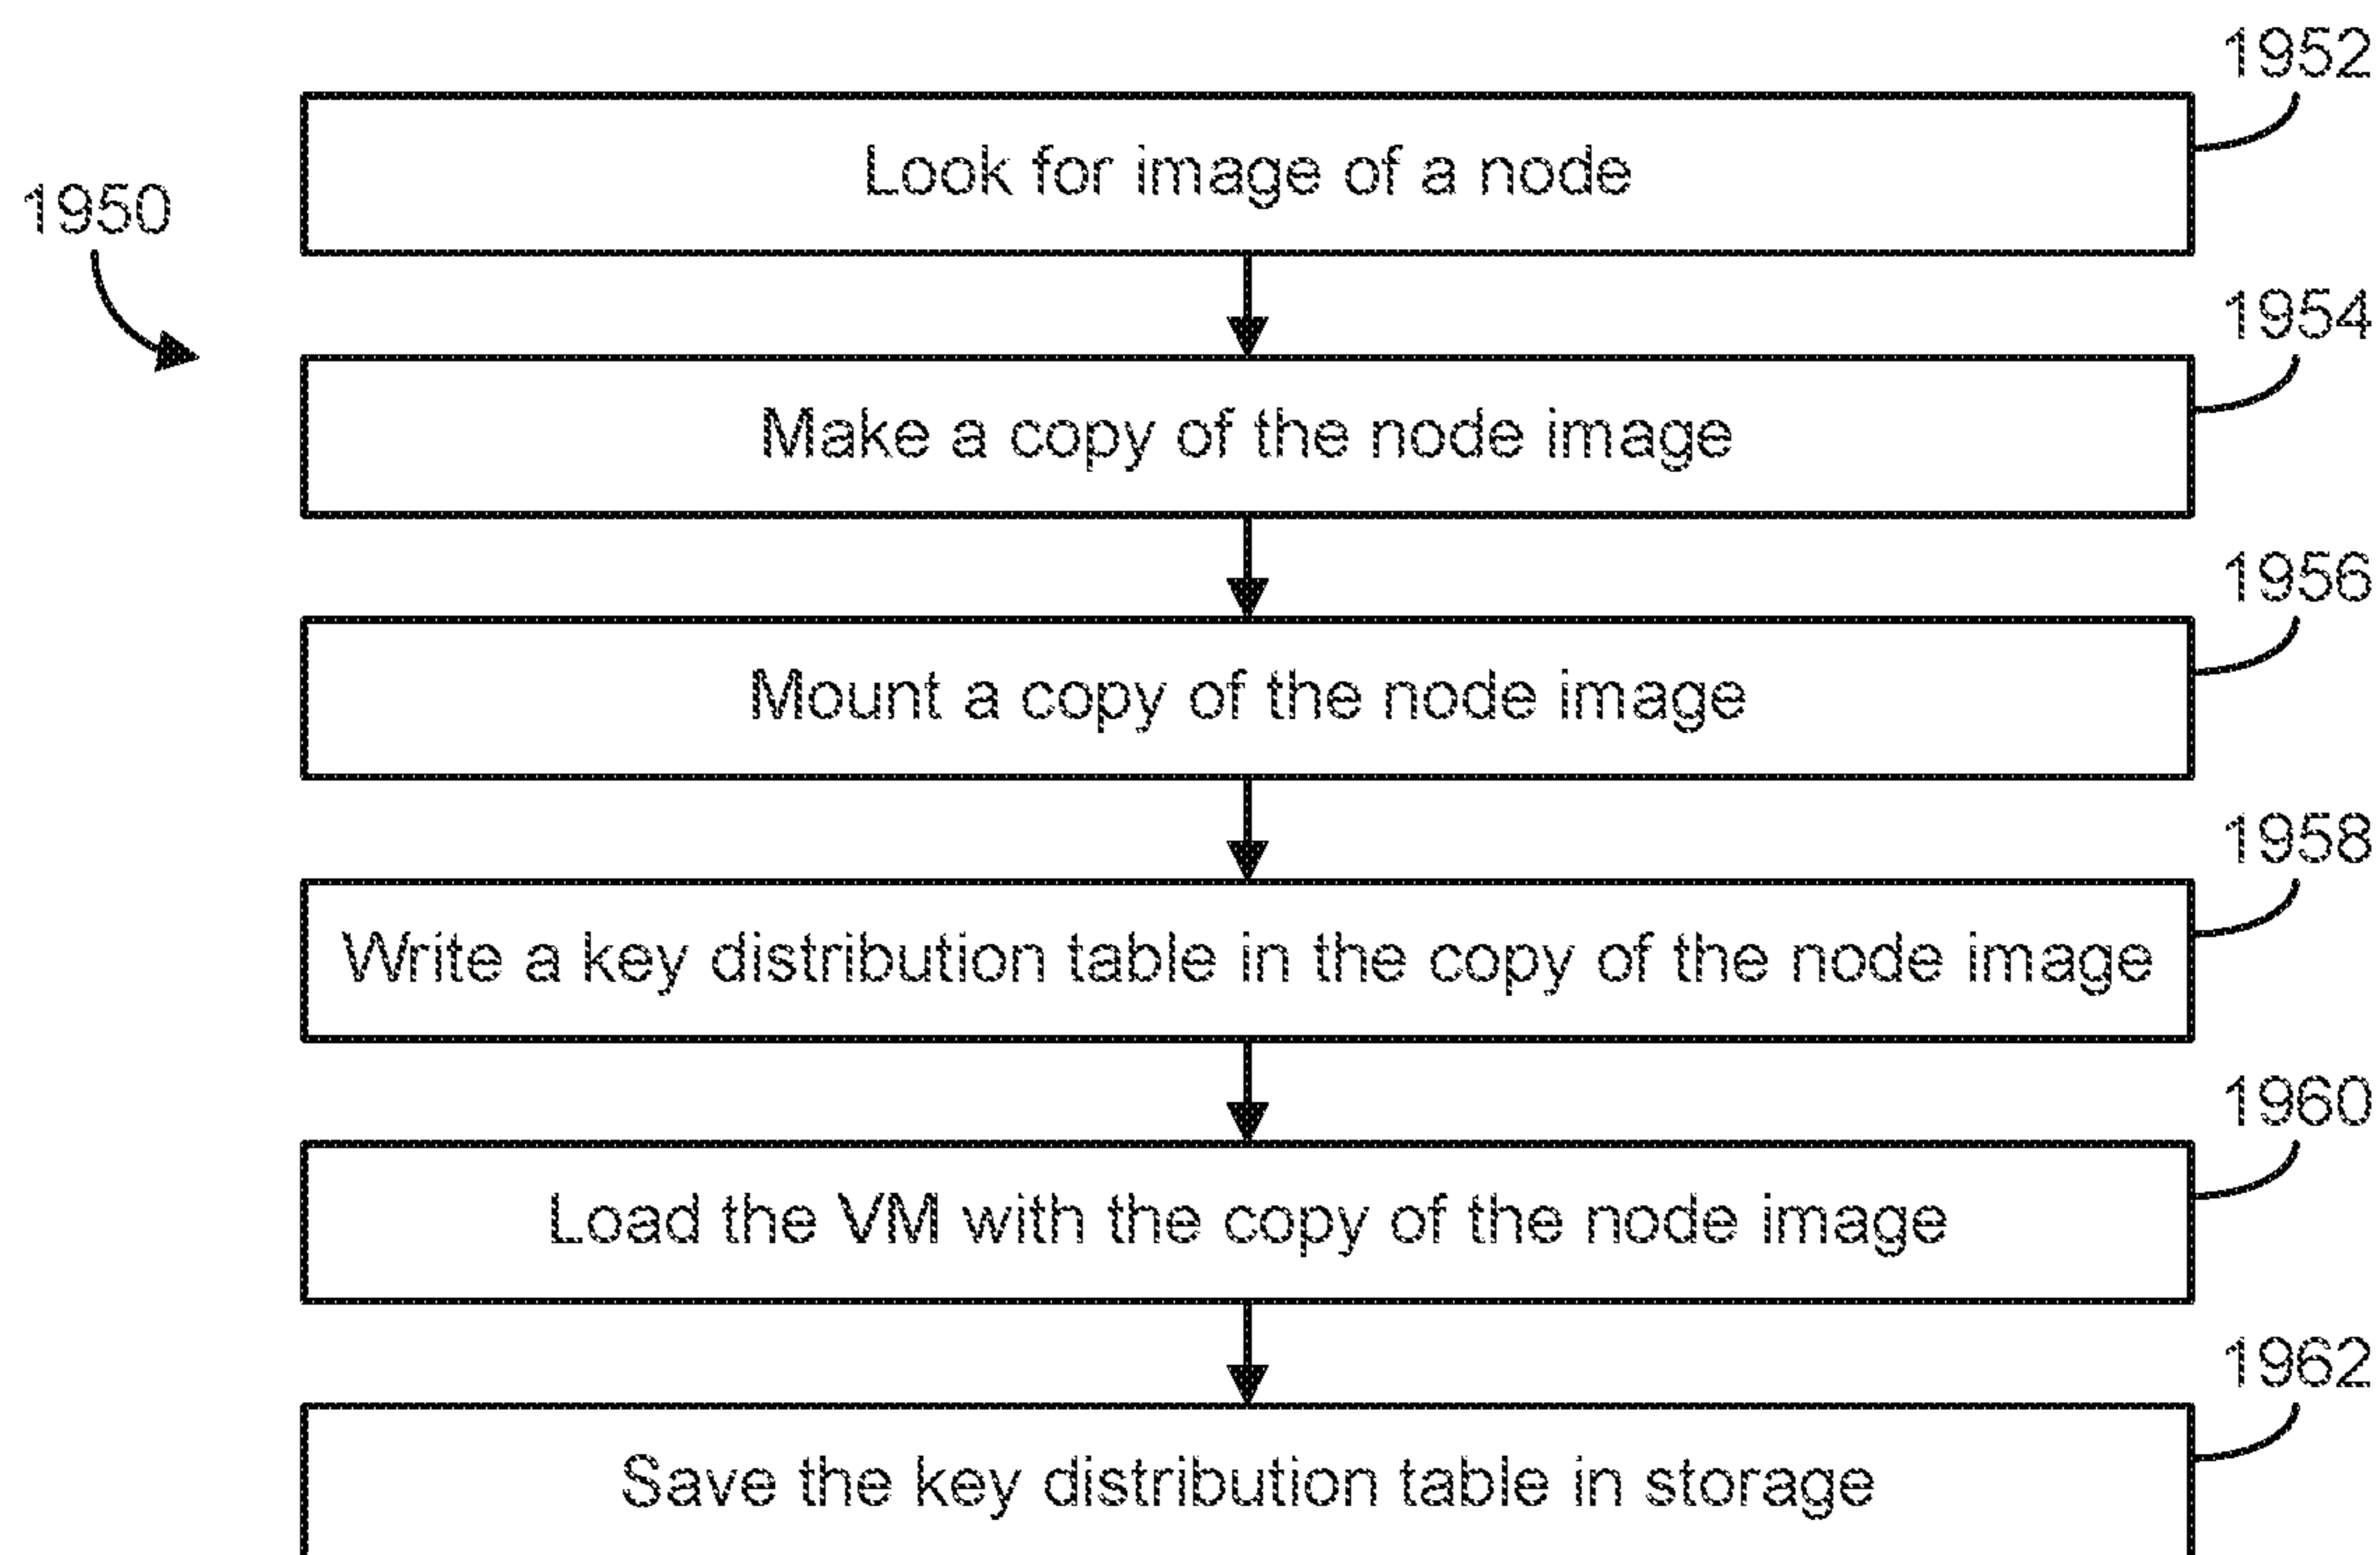 1952
Look for image of a node
1950
1954
Make a copy of the node image
1956
Mount a copy of the node image
1958
Write a key distribution table in the copy of the node image
1960
Load the VM with the copy of the node image
1962
Save the key distribution table in storage